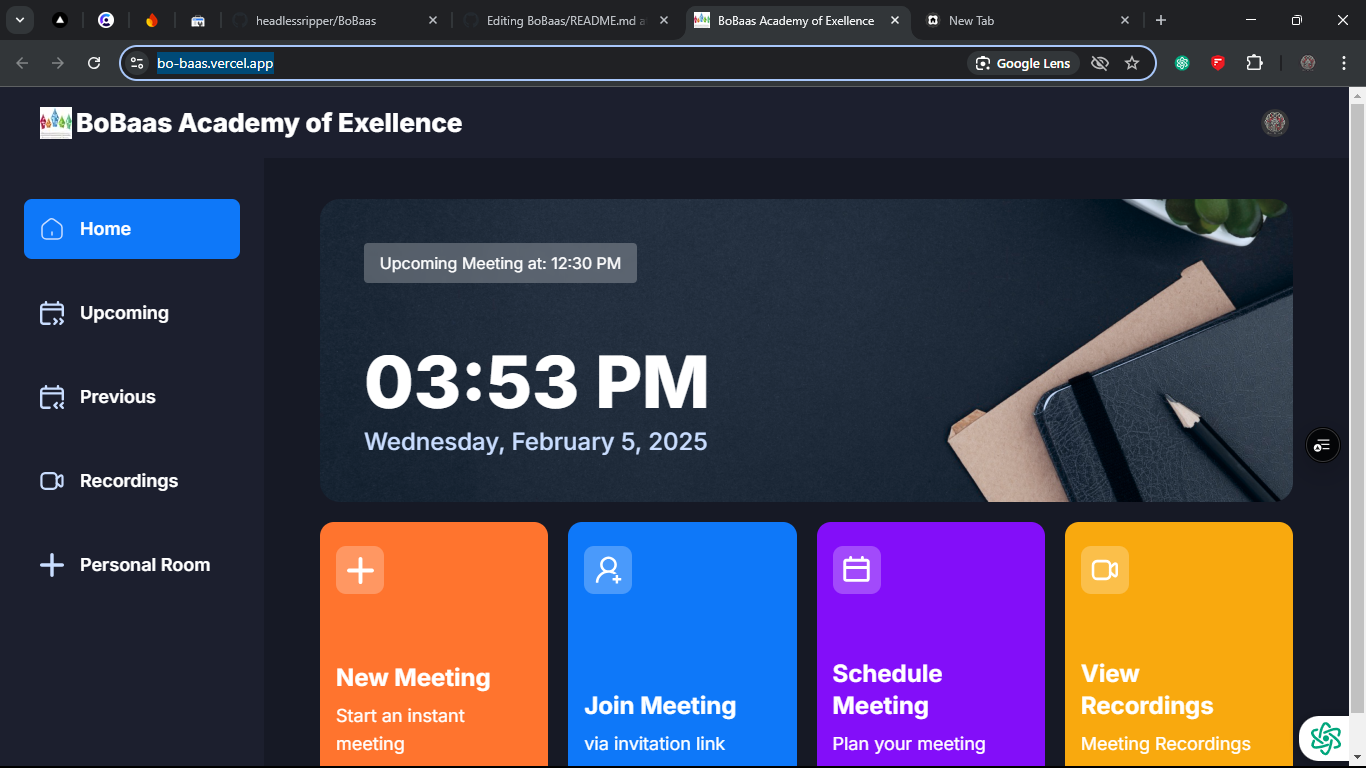 headlessripper/BoBaas
Editing BoBaas/README.md a
BoBaas Academy of Exellence
New Tab
bo-baas.vercel.app
Google Lens
BoBaas Academy of Exellence
Home
Upcoming
Previous
Recordings
Personal Room
Upcoming Meeting at: 12:30 PM
03:53 PM
Wednesday, February 5, 2025
New Meeting
Start an instant
meeting
Join Meeting
via invitation link
Schedule
Meeting
Plan your meeting
View
Recordings
Meeting Recordings